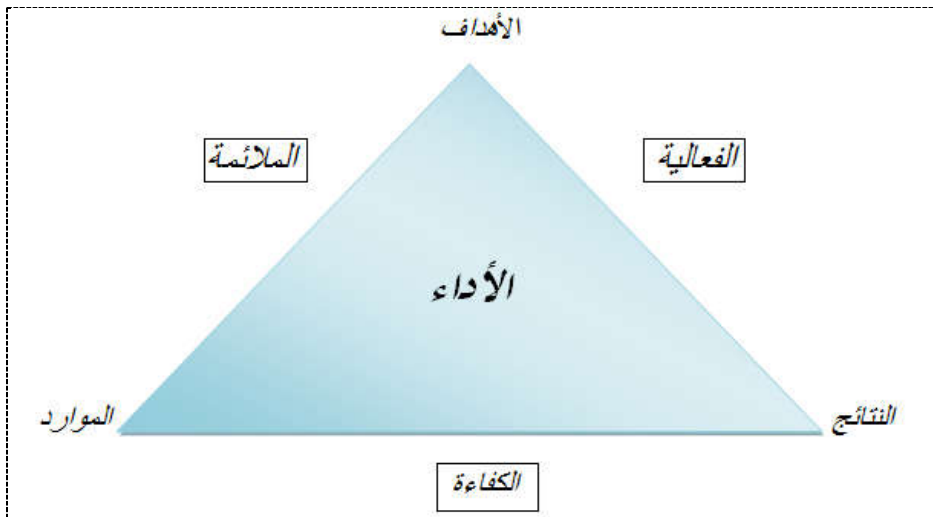 الأهداف
الفعالية
الملائمة
الأداء
النتائج
الموارد
الكفاءة